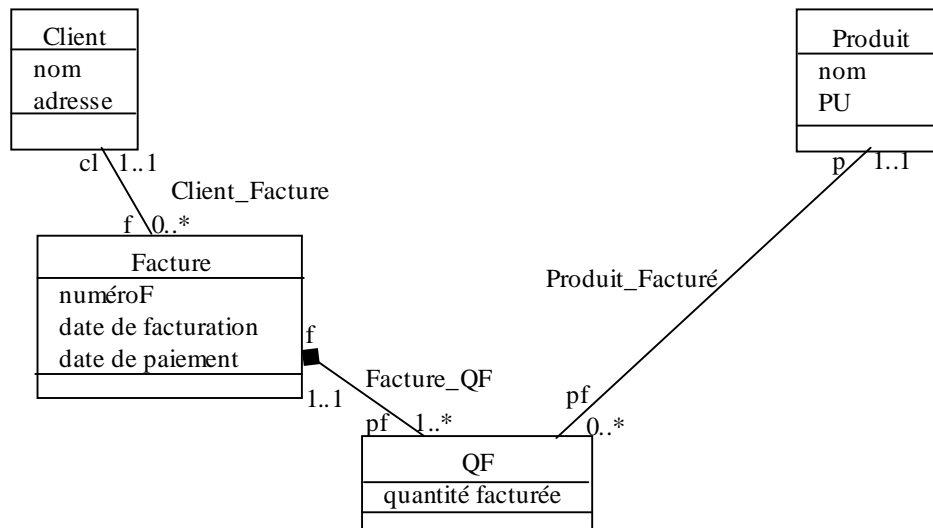 Client
nom
adresse
cl 1..1
Client_Facture
f 0..*
Facture
numéroF
date de facturation
date de paiement
f
1..1
Facture_QF
pf 1..*
QF
quantité facturée
Produit
nom
PU
p 1..1
Produit_Facturé
pf
0..*